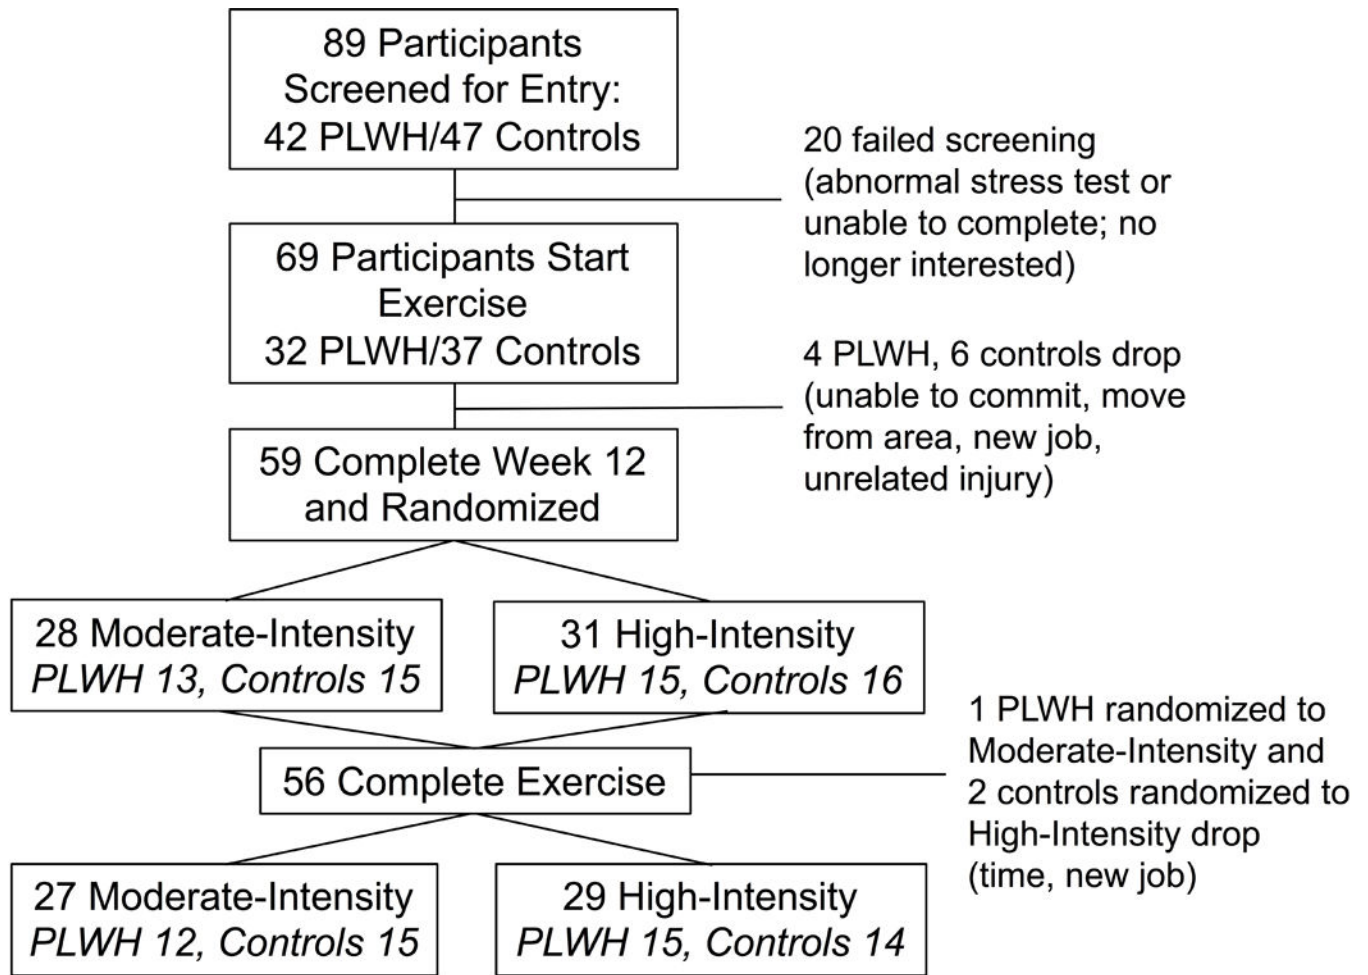 89 Participants
Screened for Entry:
42 PLWH/47 Controls
20 failed screening
(abnormal stress test or
unable to complete; no
longer interested)
69 Participants Start
Exercise
32 PLWH/37 Controls
4 PLWH, 6 controls drop
(unable to commit, move
from area, new job,
unrelated injury)
59 Complete Week 12
and Randomized
28 Moderate-Intensity
PLWH 13, Controls 15
31 High-Intensity
PLWH 15, Controls 16
1 PLWH randomized to
Moderate-Intensity and
2 controls randomized to
High-Intensity drop
(time, new job)
56 Complete Exercise
27 Moderate-Intensity
PLWH 12, Controls 15
29 High-Intensity
PLWH 15, Controls 14